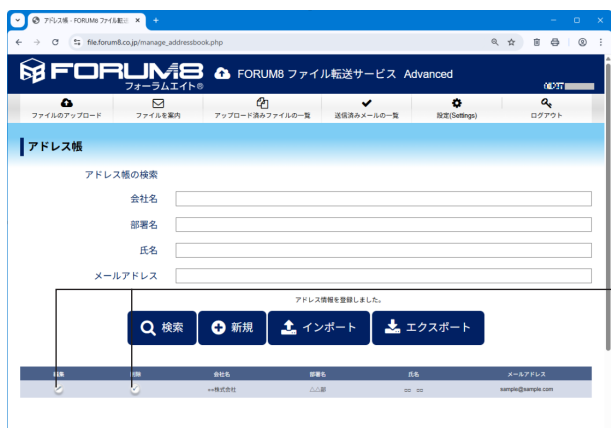 アドレス帳 - FORUM8 ファイル転送
file.forum8.co.jp/manage_addressbook.php
FORUM8
フォーラムエイト®
FORUM8 ファイル転送サービス Advanced
ファイルのアップロード
ファイルを案内
アップロード済みファイルの一覧
送信済みメールの一覧
設定(Settings)
ログアウト
アドレス帳
アドレス帳の検索
会社名
部署名
氏名
メールアドレス
アドレス情報を登録しました。
検索
新規
インポート
エクスポート
編集 削除 会社名 部署名 氏名 メールアドレス
○○株式会社 △△部 ○○ ○○ sample@sample.com